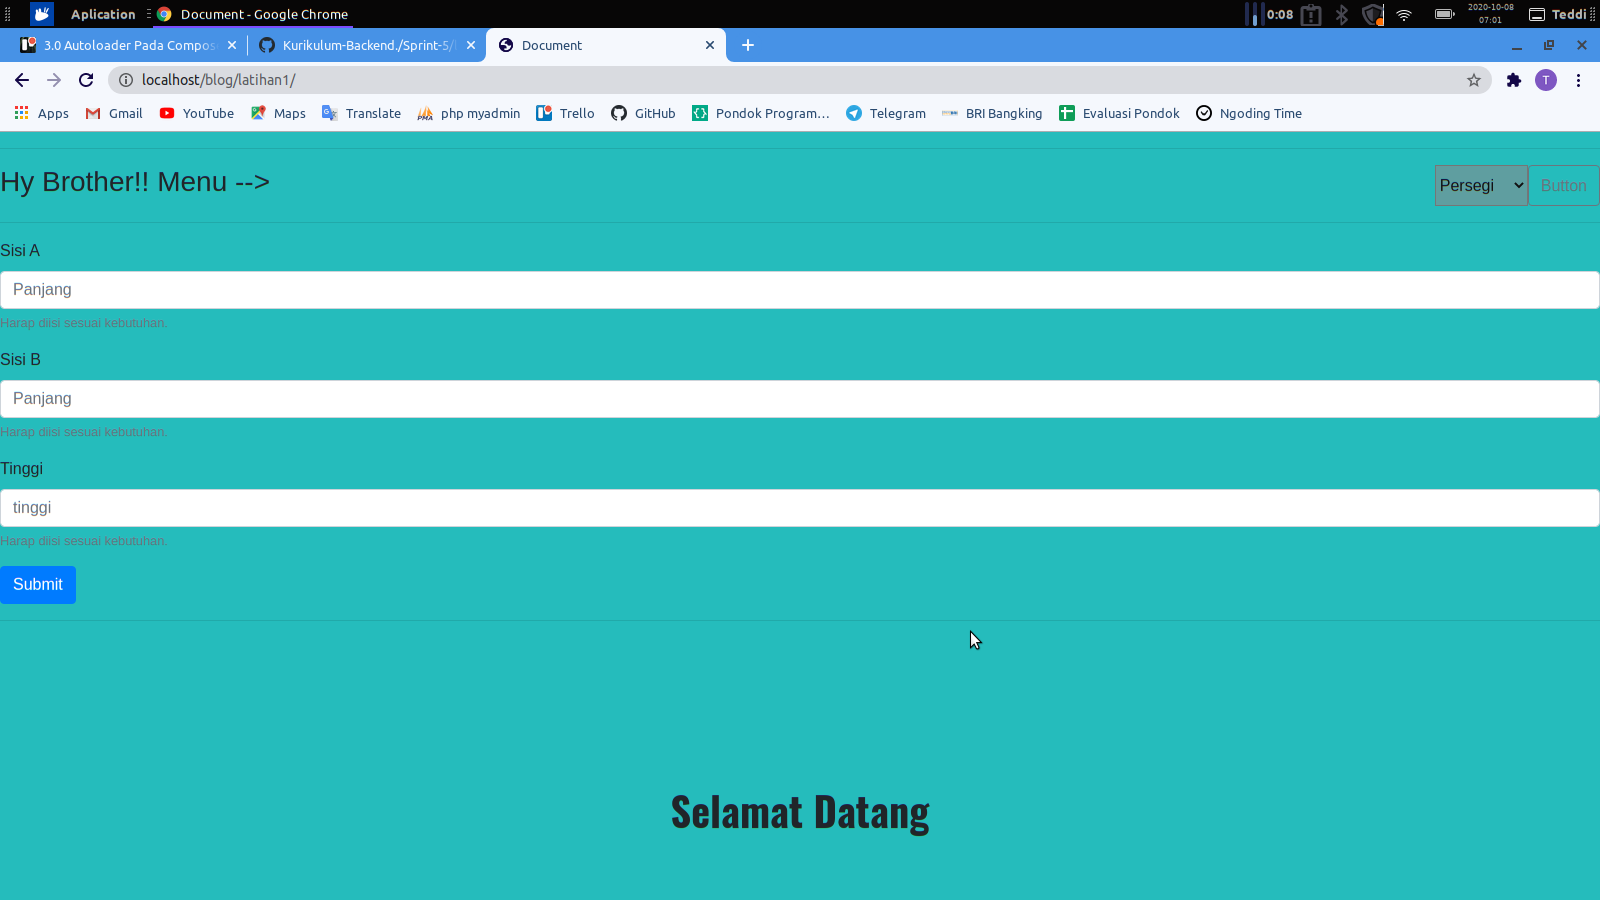 Aplication
Document - Google Chrome
0:08
2020-10-08
07:01
Teddi
3.0 Autoloader Pada Compos
Kurikulum-Backend./Sprint-5/
Document
localhost/blog/latihan1/
T
Apps
Gmail
YouTube
Maps
Translate
php myadmin
Trello
GitHub
Pondok Program...
Telegram
BRI Bangking
Evaluasi Pondok
Ngoding Time
Hy Brother!! Menu -->
Persegi
Button
Sisi A
Panjang
Harap diisi sesuai kebutuhan.
Sisi B
Panjang
Harap diisi sesuai kebutuhan.
Tinggi
tinggi
Harap diisi sesuai kebutuhan.
Submit
Selamat Datang